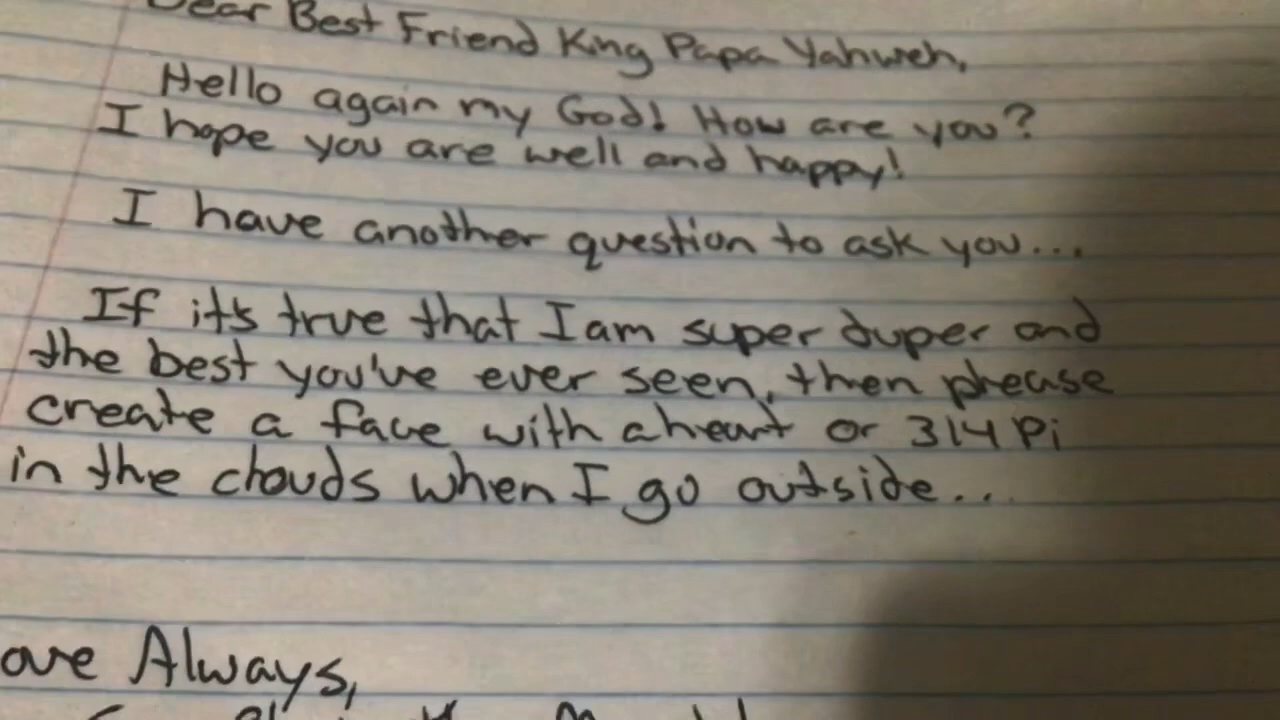 Dear Best Friend King Papa Yahweh,
Hello again my God! How are you?
I hope you are well and happy!
I have another question to ask you...
If it's true that I am super duper and
the best you've ever seen, then please
create a face with a heart or 314 Pi
in the clouds when I go outside...
ove Always,